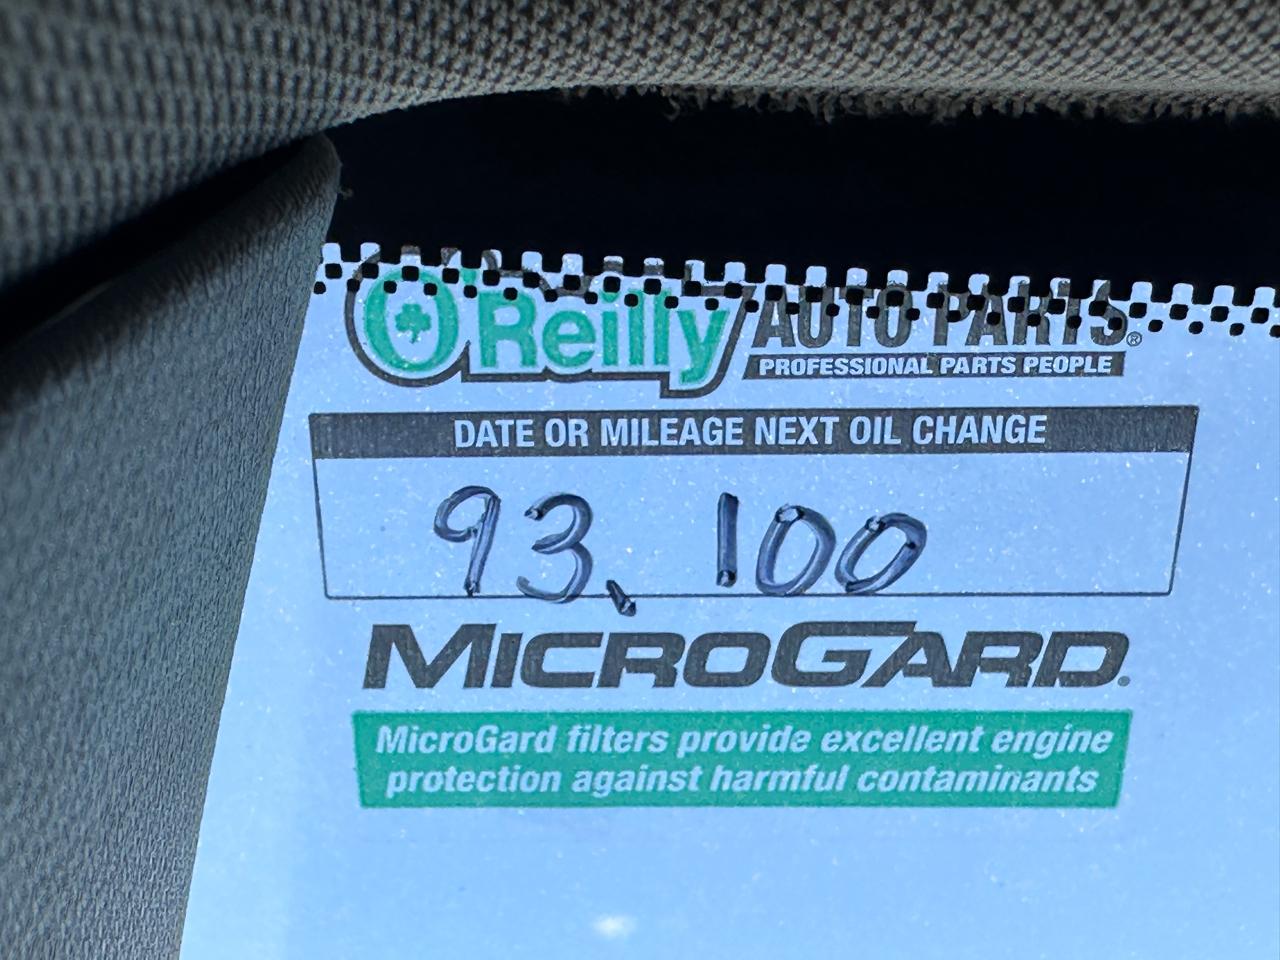 O'Reilly AUTO PARTS®
PROFESSIONAL PARTS PEOPLE
DATE OR MILEAGE NEXT OIL CHANGE
93,100
MICROGARD.
MicroGard filters provide excellent engine
protection against harmful contaminants